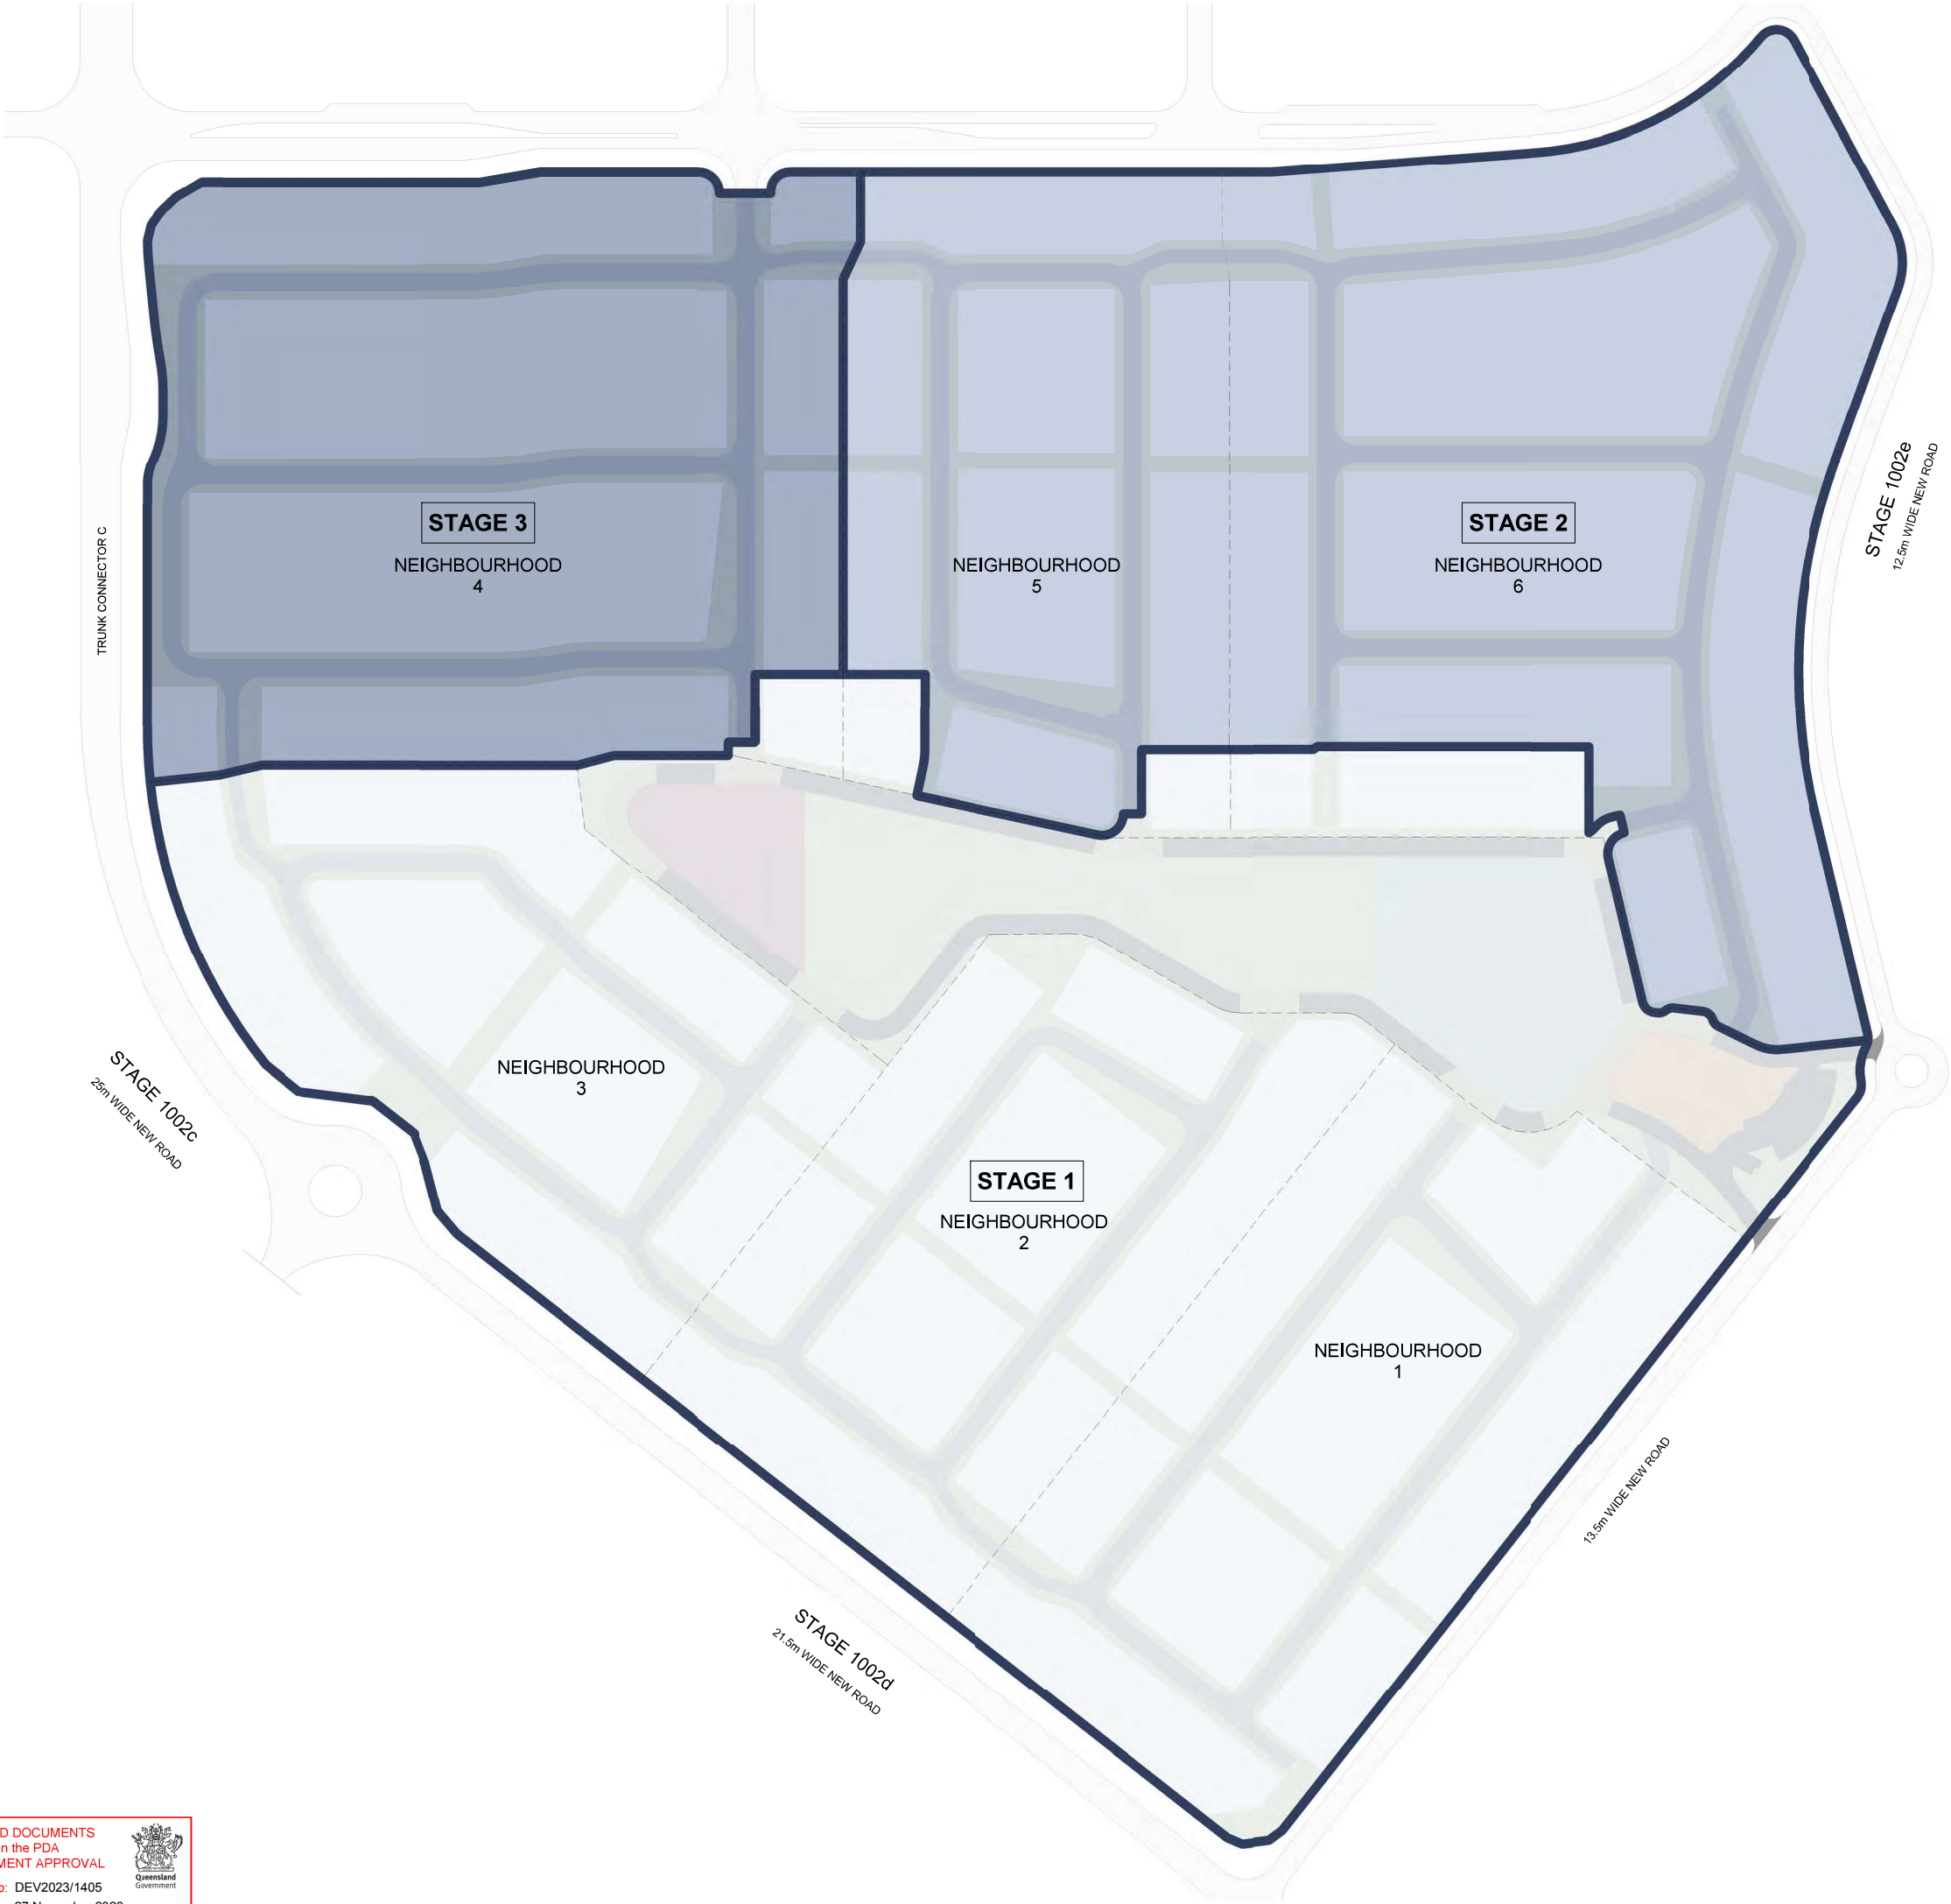 STAGE 3
NEIGHBOURHOOD
4
NEIGHBOURHOOD
5
STAGE 2
NEIGHBOURHOOD
6
STAGE 1002e
12.5m WIDE NEW ROAD
TRUNK CONNECTOR C
NEIGHBOURHOOD
3
STAGE 1002c
25m WIDE NEW ROAD
STAGE 1
NEIGHBOURHOOD
2
NEIGHBOURHOOD
1
13.5m WIDE NEW ROAD
STAGE 1002d
21.5m WIDE NEW ROAD
D DOCUMENTS
n the PDA
MENT APPROVAL
Queensland
Government
DEV2023/1405